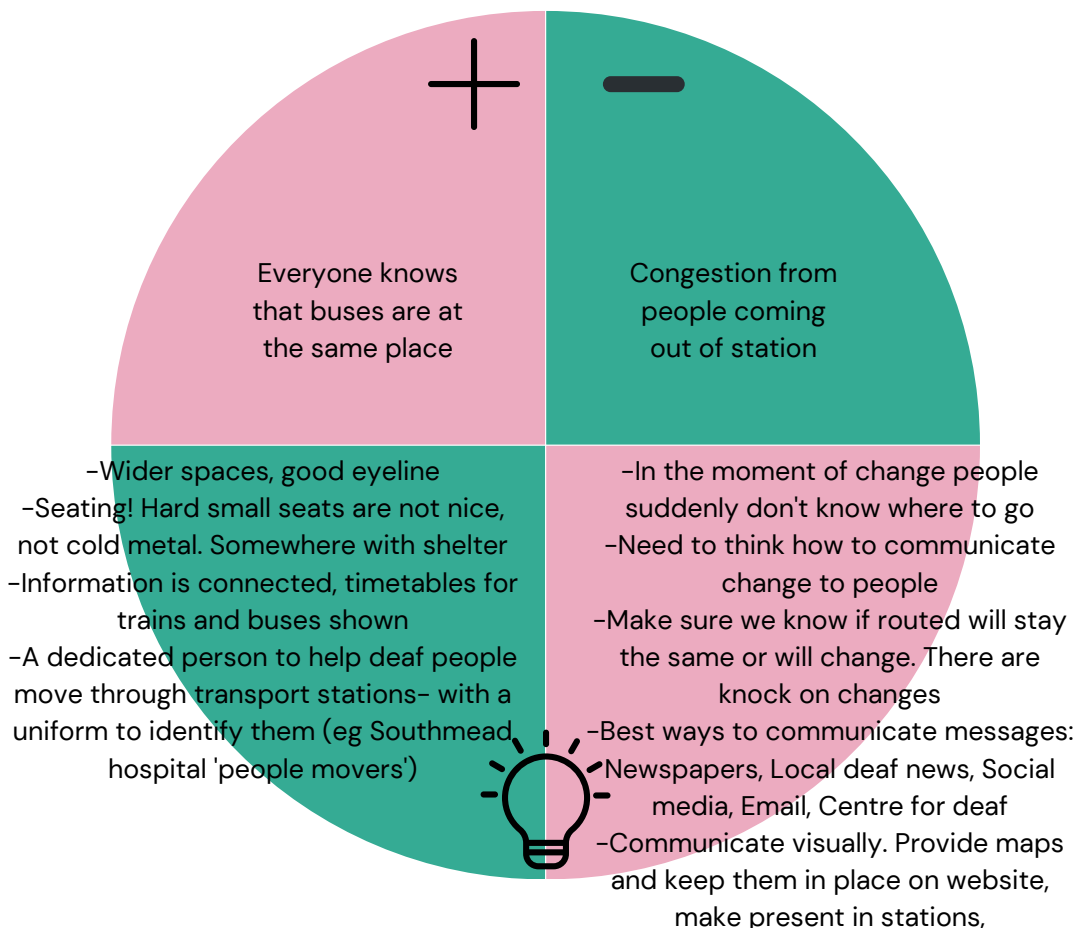 Everyone knows
that buses are at
the same place
Congestion from
people coming
out of station
-Wider spaces, good eyeline
-Seating! Hard small seats are not nice,
not cold metal. Somewhere with shelter
-Information is connected, timetables for
trains and buses shown
-A dedicated person to help deaf people
move through transport stations- with a
uniform to identify them (eg Southmead
hospital 'people movers')
-In the moment of change people
suddenly don't know where to go
-Need to think how to communicate
change to people
-Make sure we know if routed will stay
the same or will change. There are
knock on changes
-Best ways to communicate messages:
Newspapers, Local deaf news, Social
media, Email, Centre for deaf
-Communicate visually. Provide maps
and keep them in place on website,
make present in stations,